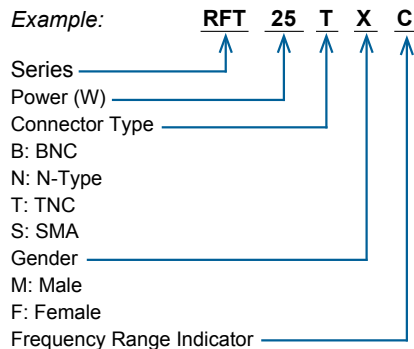 Example: RFT 25 T X C
Series
Power (W)
Connector Type
B: BNC
N: N-Type
T: TNC
S: SMA
Gender
M: Male
F: Female
Frequency Range Indicator